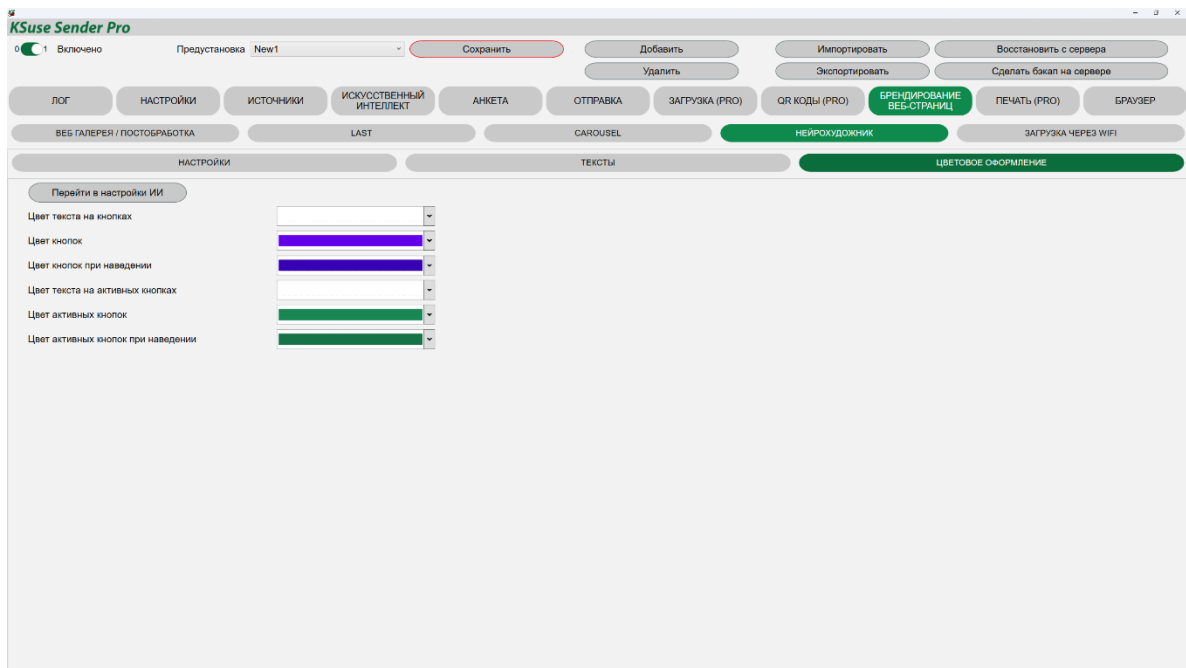 KSuse Sender Pro
0 1 Включено Предустановка New1 Сохранить Добавить Импортировать Восстановить с сервера
Удалить Экспортировать Сделать бэкап на сервере
ЛОГ НАСТРОЙКИ ИСТОЧНИКИ ИСКУССТВЕННЫЙ ИНТЕЛЛЕКТ АНКЕТА ОТПРАВКА ЗАГРУЗКА (PRO) QR КОДЫ (PRO) БРЕНДИРОВАНИЕ ВЕБ-СТРАНИЦ ПЕЧАТЬ (PRO) БРАУЗЕР
ВЕБ ГАЛЕРЕЯ / ПОСТОБРАБОТКА LAST CAROUSEL НЕЙРОХУДОЖНИК ЗАГРУЗКА ЧЕРЕЗ WIFI
НАСТРОЙКИ ТЕКСТЫ ЦВЕТОВОЕ ОФОРМЛЕНИЕ
Перейти в настройки ИИ
Цвет текста на кнопках
Цвет кнопок
Цвет кнопок при наведении
Цвет текста на активных кнопках
Цвет активных кнопок
Цвет активных кнопок при наведении